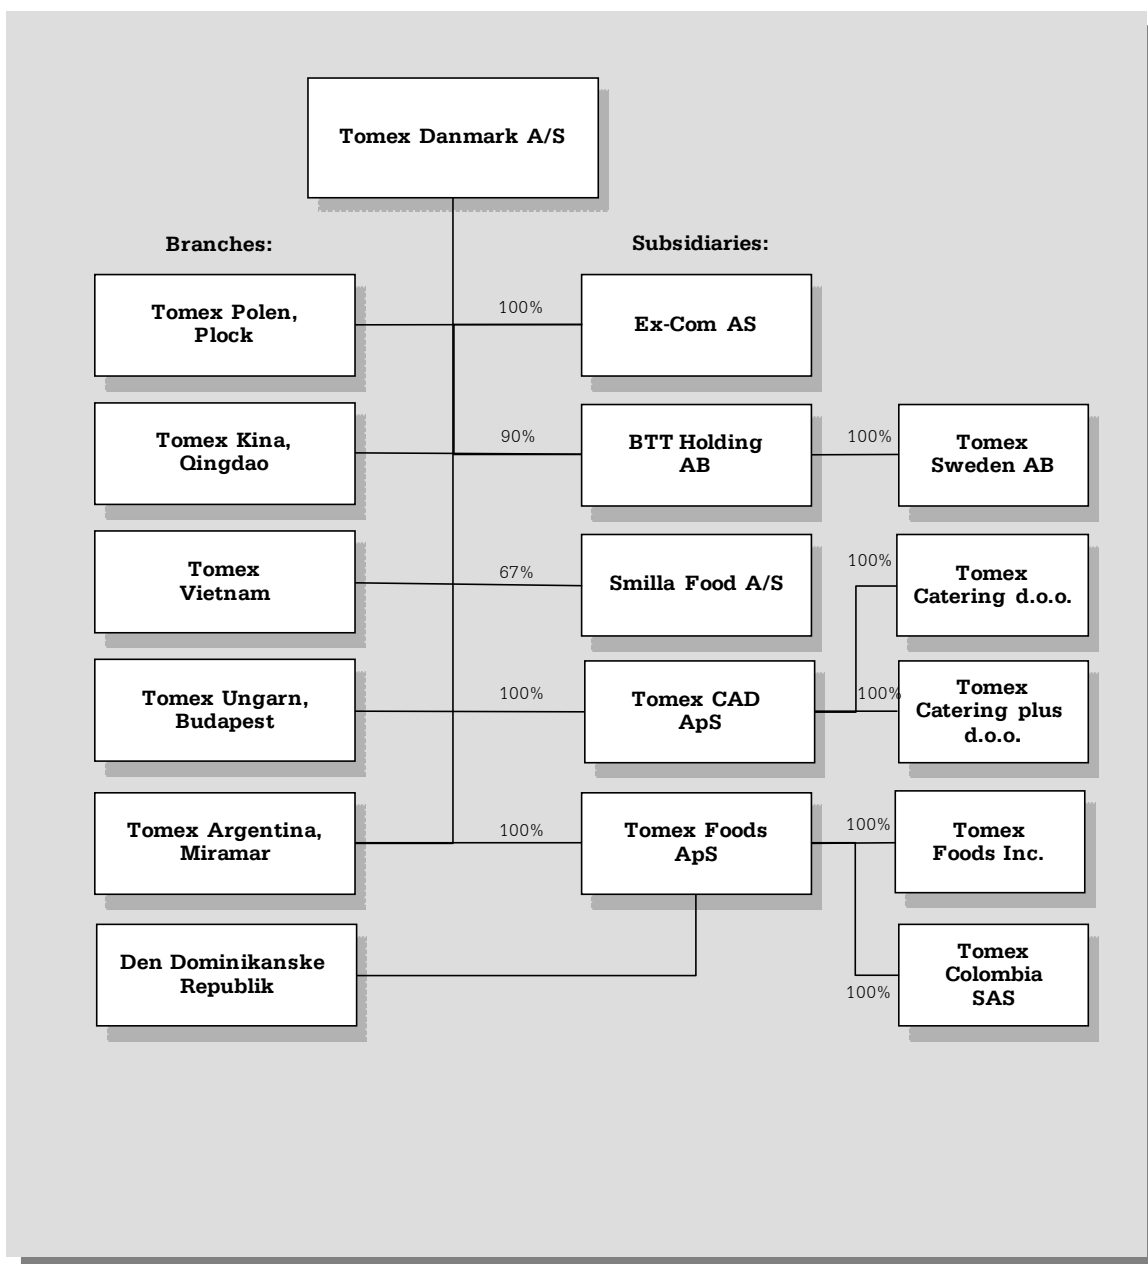 Tomex Danmark A/S
Branches:
Subsidiaries:
Tomex Polen,
Plock
100%
Ex-Com AS
Tomex Kina,
Qingdao
90%
BTT Holding
AB
100%
Tomex
Sweden AB
Tomex
Vietnam
67%
Smilla Food A/S
100%
Tomex
Catering d.o.o.
Tomex Ungarn,
Budapest
100%
Tomex CAD
ApS
100%
Tomex
Catering plus
d.o.o.
Tomex Argentina,
Miramar
100%
Tomex Foods
ApS
100%
Tomex
Foods Inc.
Den Dominikanske
Republik
100%
Tomex
Colombia
SAS